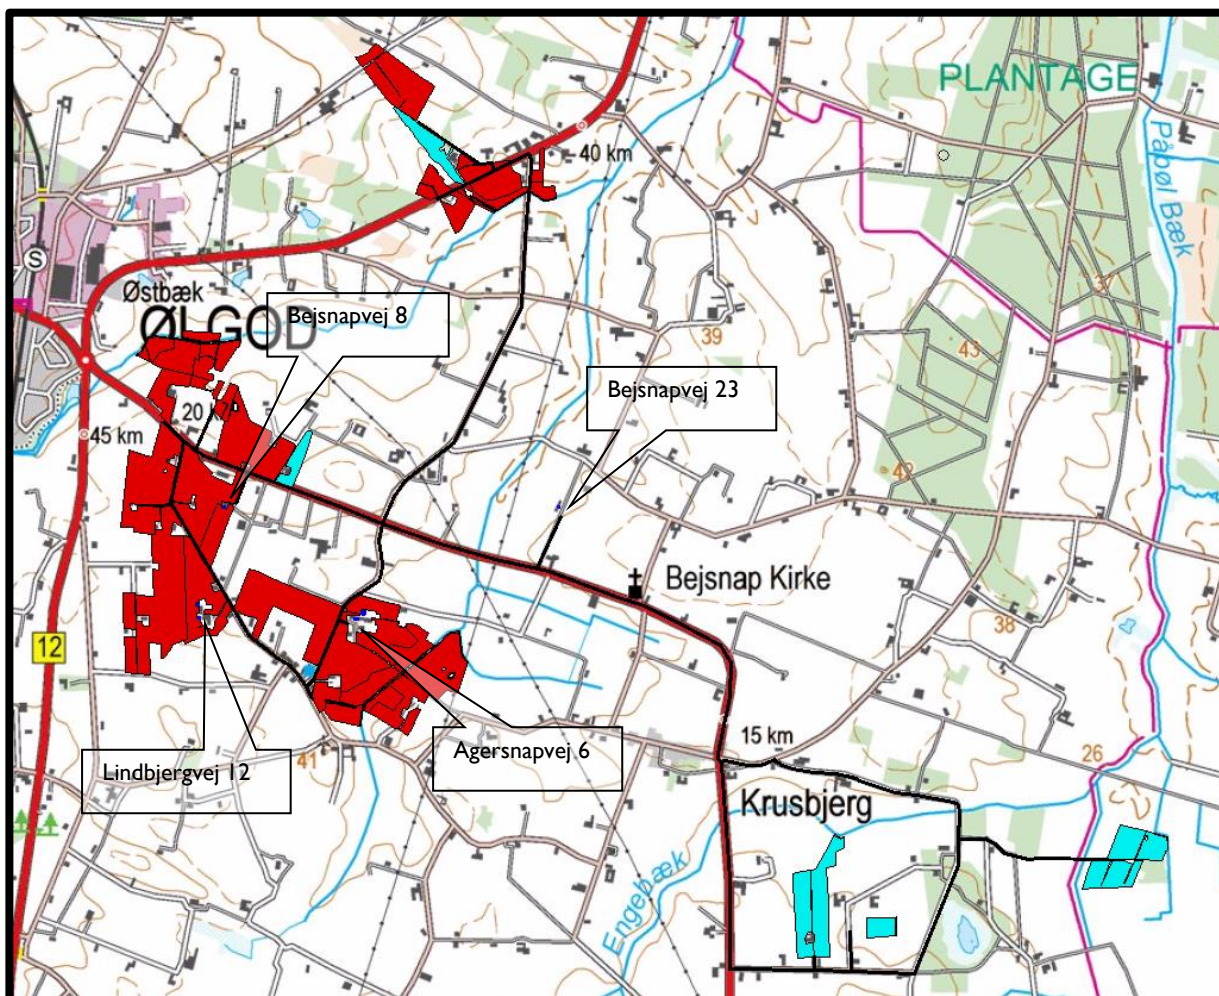 PLANTAGE
Påbøl Bæk
40 km
S
Østbæk
ØLGOD
Bejsnapvej 8
39
37
43
Bejsnapvej 23
20 k
45 km
42
Bejsnap Kirke
38
12
15 km
26
Agersnapvej 6
Lindbjergvej 12
41
Krusbjerg
Engebæk